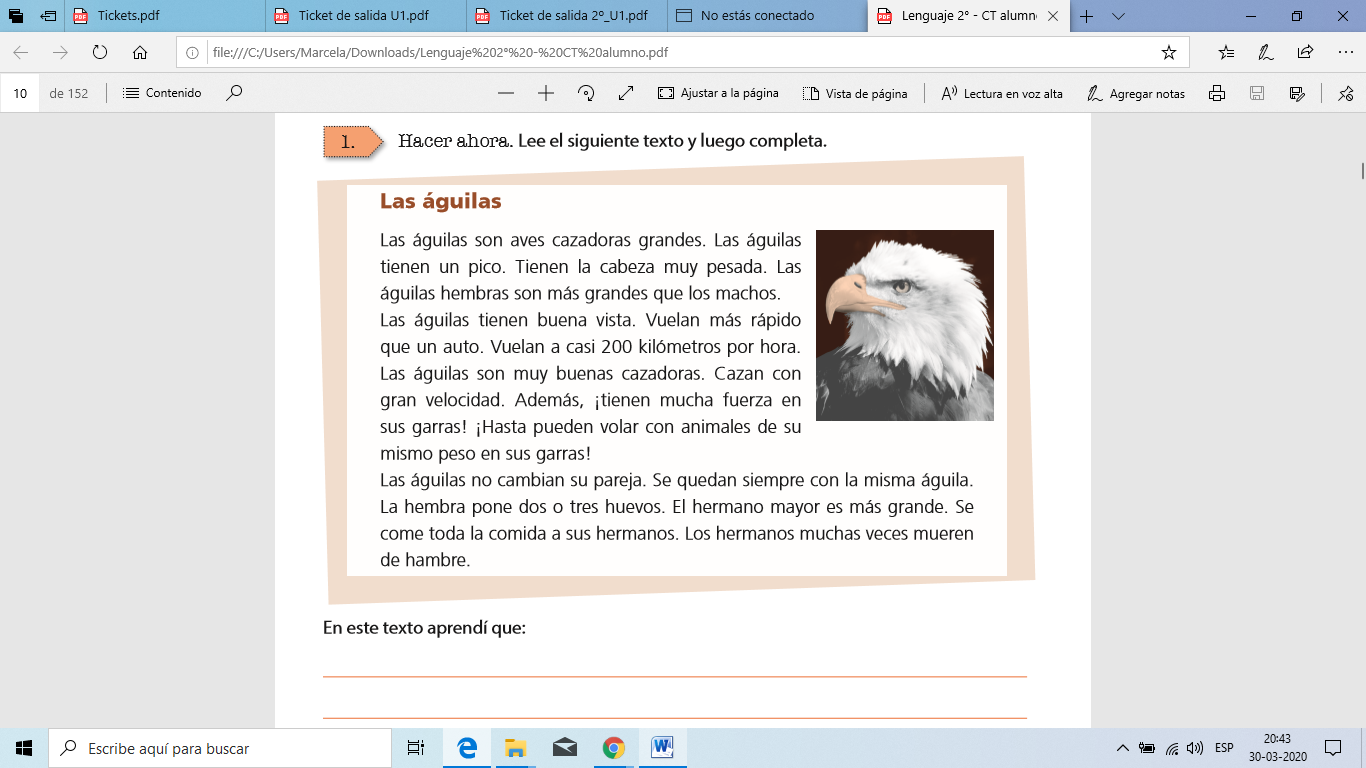 Tickets.pdf
Ticket de salida U1.pdf
Ticket de salida 2º_U1.pdf
No estás conectado
Lenguaje 2° - CT alumn
file:///C:/Users/Marcela/Downloads/Lenguaje%202°%20-%20CT%20alumno.pdf
10 de 152
Contenido
Ajustar a la página
Vista de página
Lectura en voz alta
Agregar notas
1. Hacer ahora. Lee el siguiente texto y luego completa.
Las águilas
Las águilas son aves cazadoras grandes. Las águilas
tienen un pico. Tienen la cabeza muy pesada. Las
águilas hembras son más grandes que los machos.
Las águilas tienen buena vista. Vuelan más rápido
que un auto. Vuelan a casi 200 kilómetros por hora.
Las águilas son muy buenas cazadoras. Cazan con
gran velocidad. Además, ¡tienen mucha fuerza en
sus garras! ¡Hasta pueden volar con animales de su
mismo peso en sus garras!
Las águilas no cambian su pareja. Se quedan siempre con la misma águila.
La hembra pone dos o tres huevos. El hermano mayor es más grande. Se
come toda la comida a sus hermanos. Los hermanos muchas veces mueren
de hambre.
En este texto aprendí que:
Escribe aquí para buscar
ESP
20:43
30-03-2020